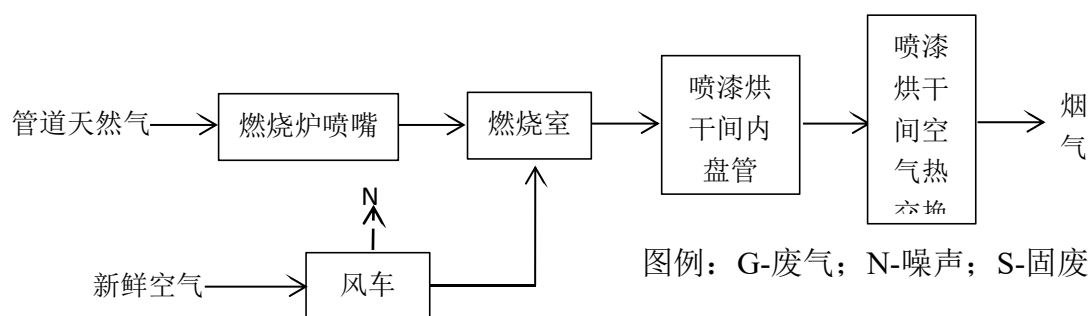 管道天然气
燃烧炉喷嘴
燃烧室
喷漆烘
干间内
盘管
喷漆
烘干
间空
气热
交换
烟
气
N
新鲜空气
风车
图例：G-废气；N-噪声；S-固废